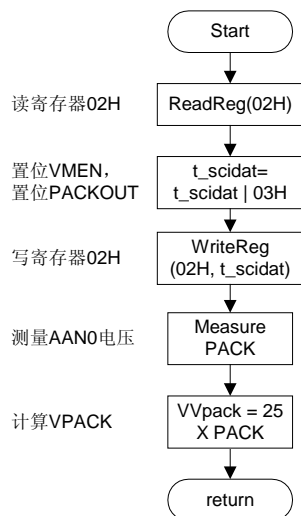 Start
读寄存器02H
ReadReg(02H)
置位VMEN，
置位PACKOUT
t_scidat=
t_scidat | 03H
写寄存器02H
WriteReg
(02H, t_scidat)
测量AAN0电压
Measure
PACK
计算VPACK
VVpack = 25
X PACK
return